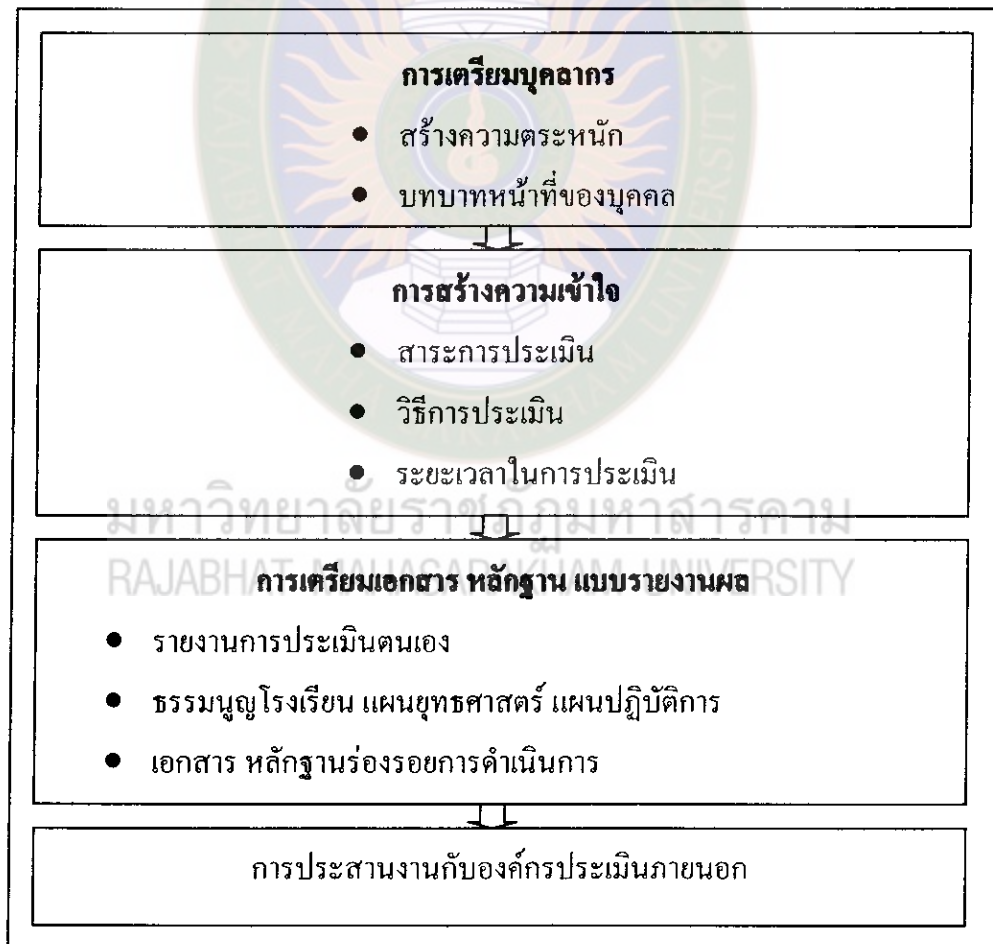 การเตรียมบุคลากร
● สร้างความตระหนัก
● บทบาทหน้าที่ของบุคคล
การสร้างความเข้าใจ
● สาระการประเมิน
● วิธีการประเมิน
● ระยะเวลาในการประเมิน
มหาวิทยาลัยราชภัฏมหาสารคาม
RAJABHAT MAHASARAKHAM UNIVERSITY
การเตรียมเอกสาร หลักฐาน แบบรายงานผล
● รายงานการประเมินตนเอง
● ธรรมนูญโรงเรียน แผนยุทธศาสตร์ แผนปฏิบัติการ
● เอกสาร หลักฐานร่องรอยการดำเนินการ
การประสานงานกับองค์กรประเมินภายนอก